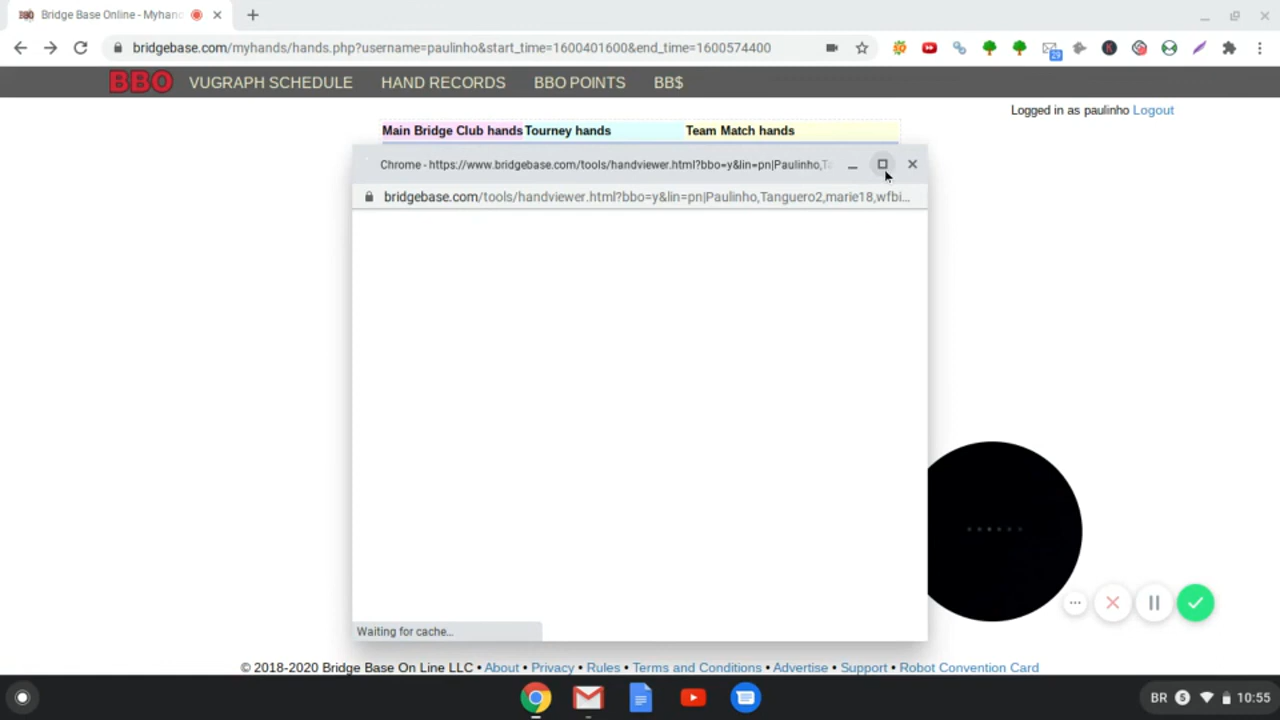 Bridge Base Online - Myhand
bridgebase.com/myhands/hands.php?username=paulinho&start_time=1600401600&end_time=1600574400
29
BBO VUGRAPH SCHEDULE HAND RECORDS BBO POINTS BB$
Logged in as paulinho Logout
Main Bridge Club hands Tourney hands Team Match hands
Chrome - https://www.bridgebase.com/tools/handviewer.html?bbo=y&lin=pn|Paulinho,Ta
bridgebase.com/tools/handviewer.html?bbo=y&lin=pn|Paulinho,Tanguero2,marie18,wfbi...
Waiting for cache...
© 2018-2020 Bridge Base On Line LLC • About • Privacy • Rules • Terms and Conditions • Advertise • Support • Robot Convention Card
BR 5 10:55